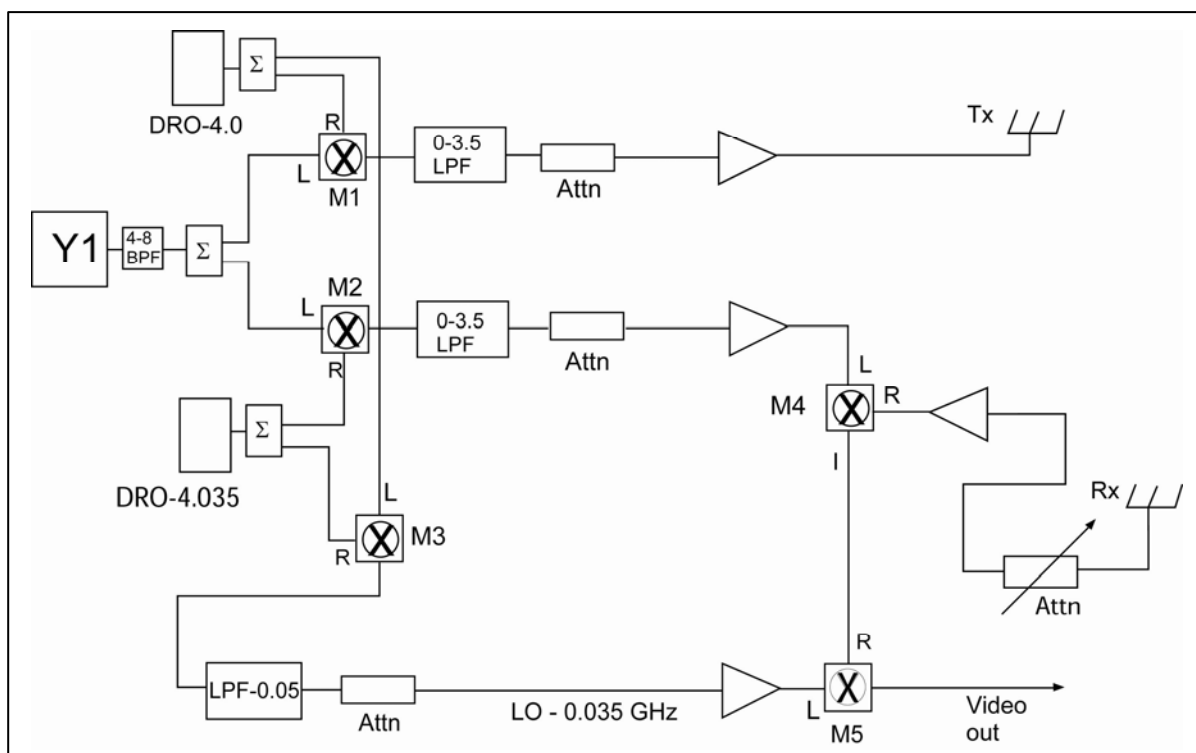 Σ
DRO-4.0
R
L
M1
0-3.5
LPF
Attn
Tx
Y1
4-8
BPF
Σ
M2
L
R
0-3.5
LPF
Attn
L
M4
R
I
Σ
DRO-4.035
L
R
M3
Rx
Attn
LPF-0.05
Attn
LO - 0.035 GHz
R
L
M5
Video
out